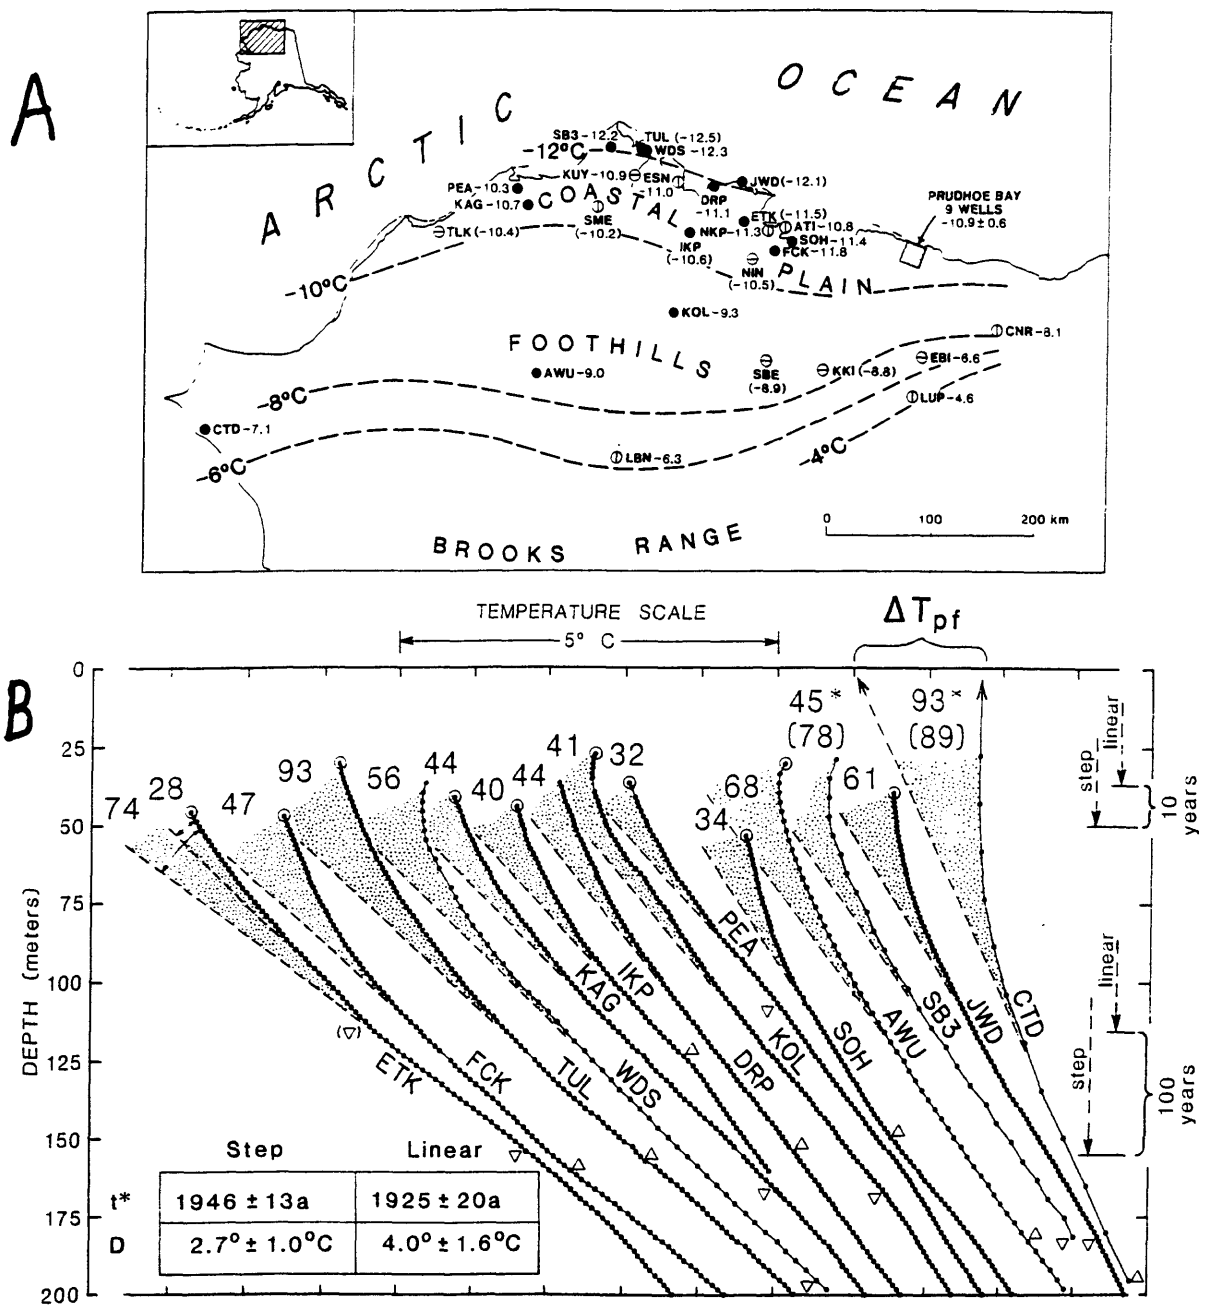 A
ARCTIC
OCEAN
SB3-12.2
TUL (-12.5)
-12°C
WDS -12.3
KUY-10.9
ESN
-11.0
JWD(-12.1)
PEA-10.3
KAG-10.7
COASTAL
DRP
-11.1
PRUDHOE BAY
9 WELLS
-10.9±0.6
SME
(-10.2)
ETK(-11.5)
TLK(-10.4)
NKP-11.3
ATI-10.8
SOH-11.4
IKP
(-10.6)
FCK-11.8
NIN
(-10.5)
PLAIN
-10°C
KOL-9.3
CNR-8.1
FOOTHILLS
EBI-6.6
AWU-9.0
SBE
(-8.9)
KKI(-8.8)
-8°C
LUP-4.6
CTD-7.1
-6°C
LBN-6.3
-4°C
0 100 200 km
BROOKS RANGE
TEMPERATURE SCALE
5° C
ΔTpf
B
0
25
50
75
100
125
150
175
200
DEPTH (meters)
74
28
47
93
56
44
40
44
41
32
34
68
45*
(78)
61
93*
(89)
linear
step
10
years
linear
step
100
years
ETK
FCK
TUL
WDS
KAG
IKP
DRP
PEA
KOL
SOH
AWU
SB3
JWD
CTD
Step Linear
t* 1946 ± 13a 1925 ± 20a
D 2.7° ± 1.0°C 4.0° ± 1.6°C